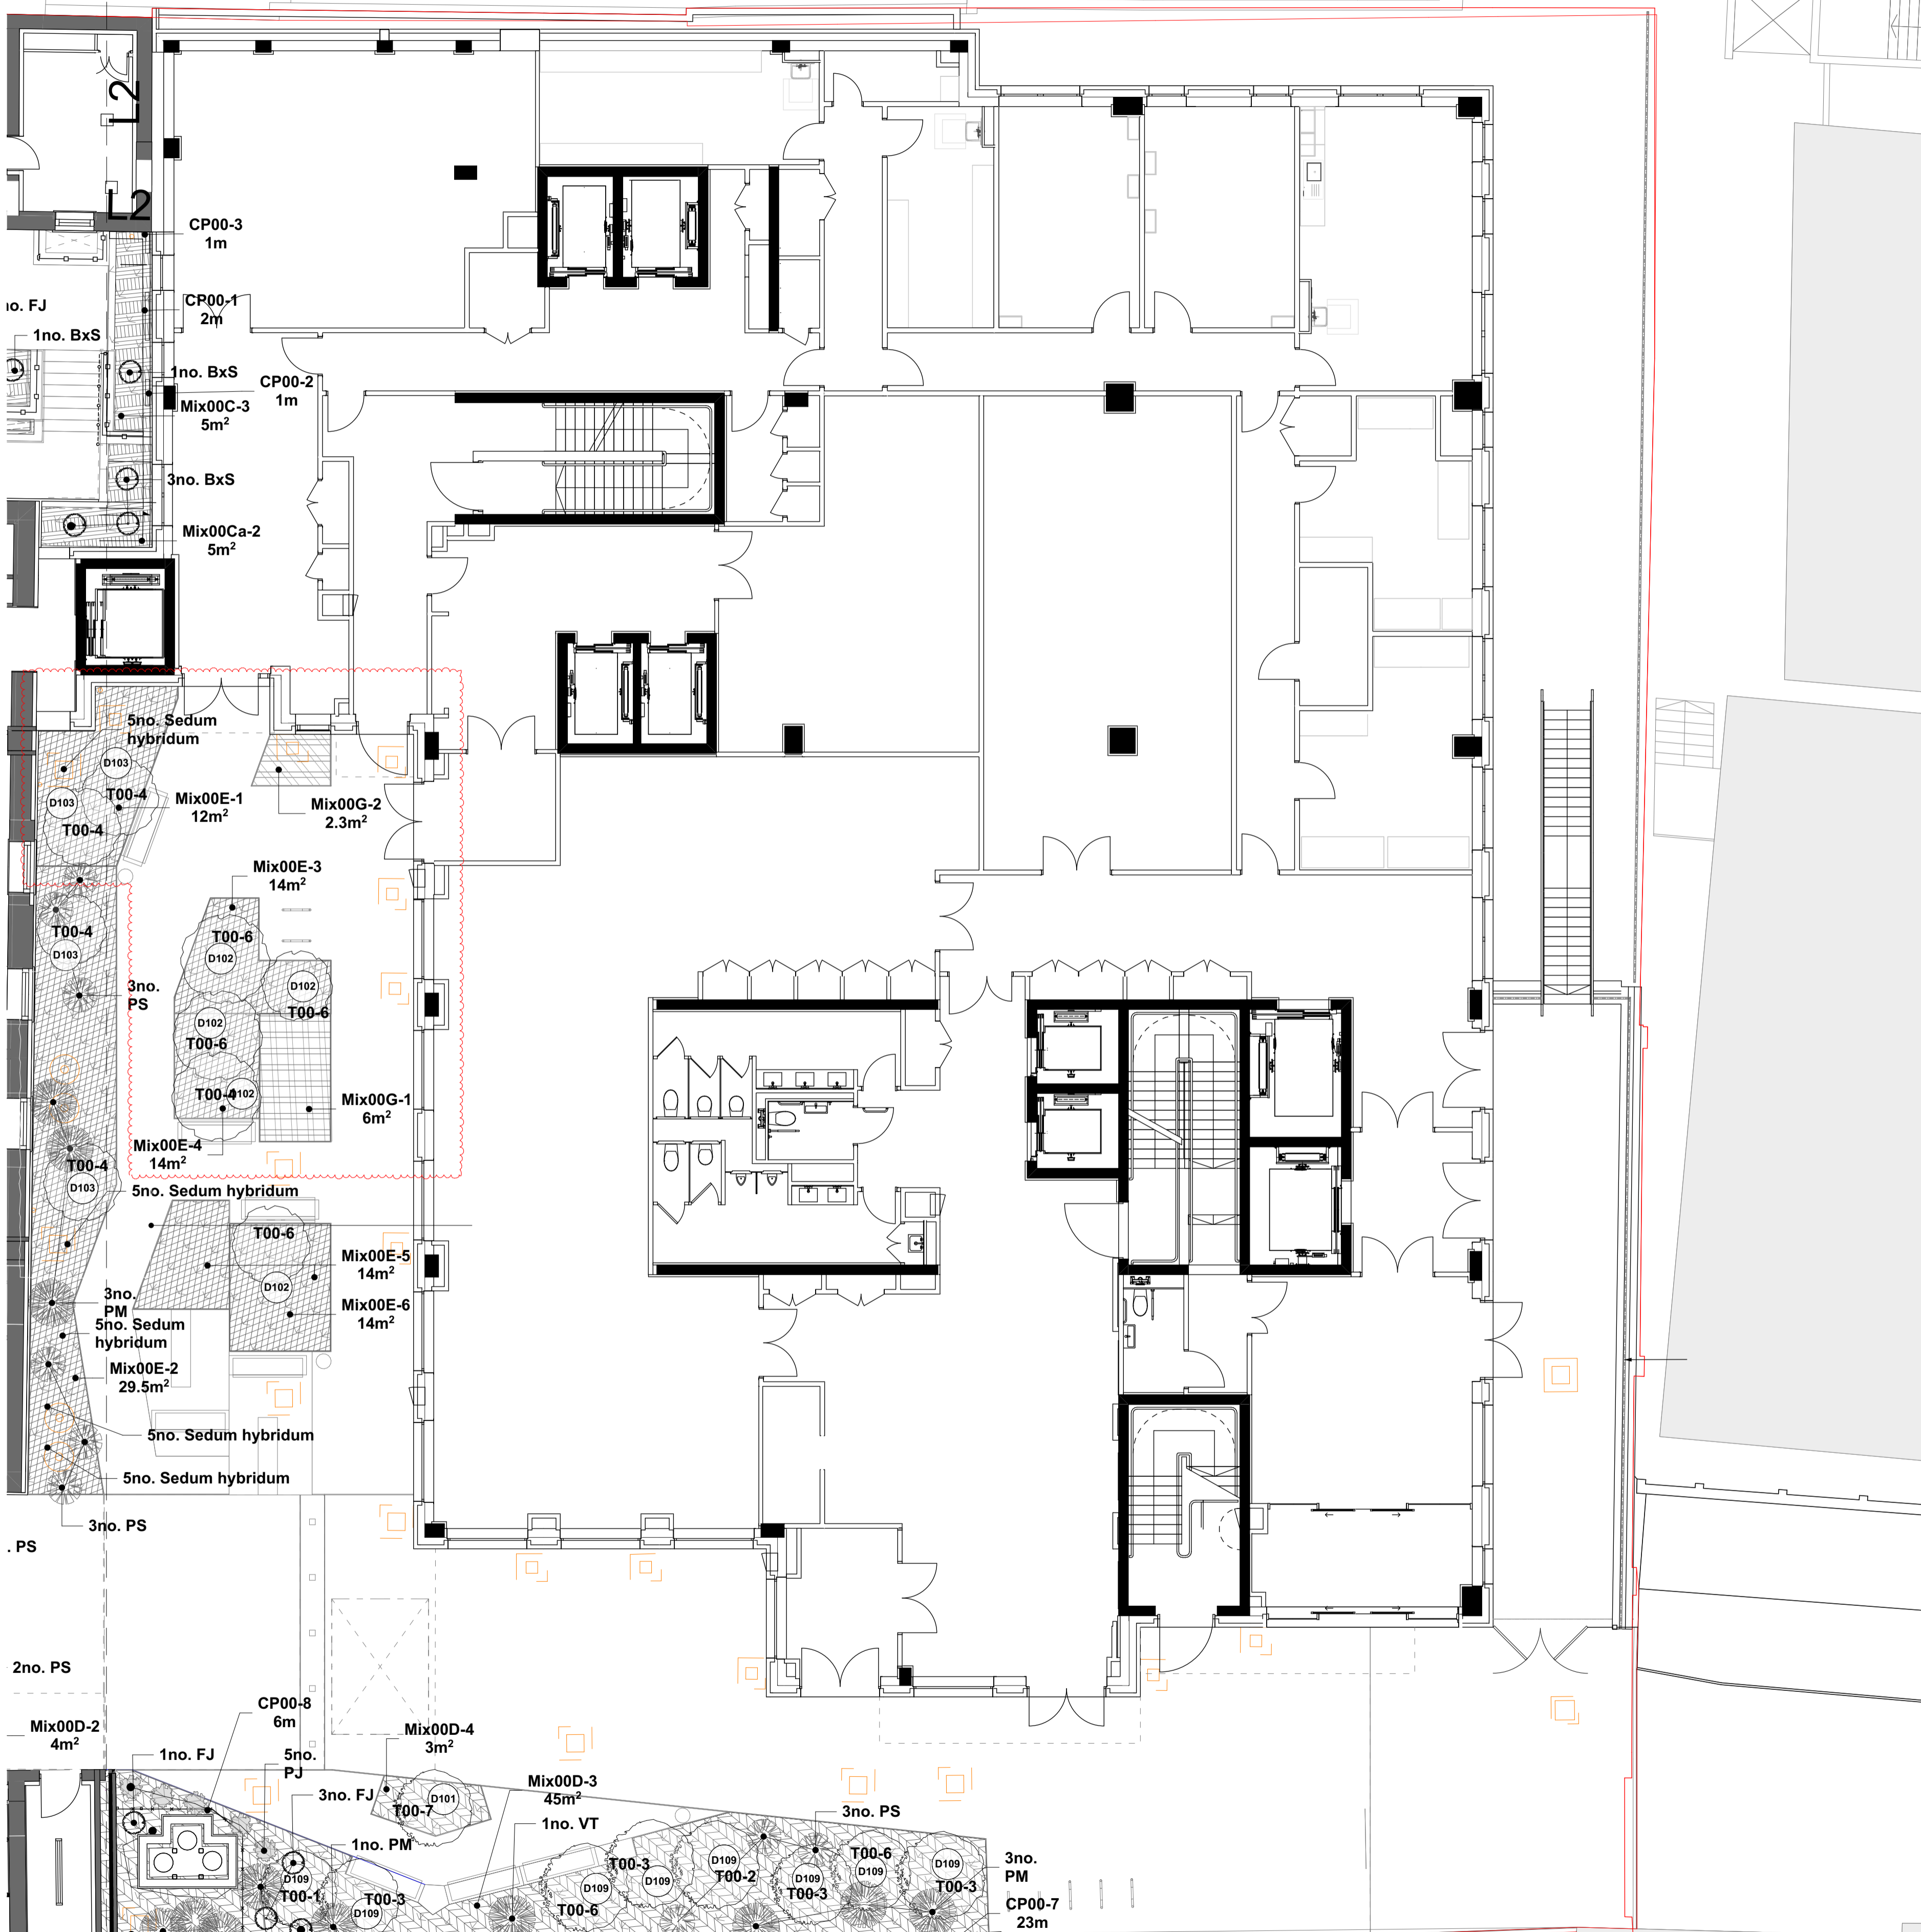 L2
L2
CP00-3
1m
CP00-1
2m
no. FJ
1no. BxS
1no. BxS
CP00-2
1m
Mix00C-3
5m²
3no. BxS
Mix00Ca-2
5m²
5no. Sedum
hybridum
D103
T00-4
D103
T00-4
Mix00E-1
12m²
Mix00G-2
2.3m²
Mix00E-3
14m²
T00-4
D103
T00-6
D102
D102
T00-6
3no.
PS
D102
T00-6
T00-4
D102
Mix00G-1
6m²
Mix00E-4
14m²
T00-4
D103
5no. Sedum hybridum
T00-6
D102
Mix00E-5
14m²
Mix00E-6
14m²
3no.
PM
5no. Sedum
hybridum
Mix00E-2
29.5m²
5no. Sedum hybridum
5no. Sedum hybridum
3no. PS
. PS
2no. PS
Mix00D-2
4m²
CP00-8
6m
1no. FJ
5no.
PJ
Mix00D-4
3m²
3no. FJ
D101
T00-7
Mix00D-3
45m²
1no. VT
1no. PM
3no. PS
D109
T00-1
T00-3
D109
T00-3
D109
D109
T00-6
D109
T00-2
D109
T00-3
T00-6
D109
D109
T00-3
3no.
PM
CP00-7
23m